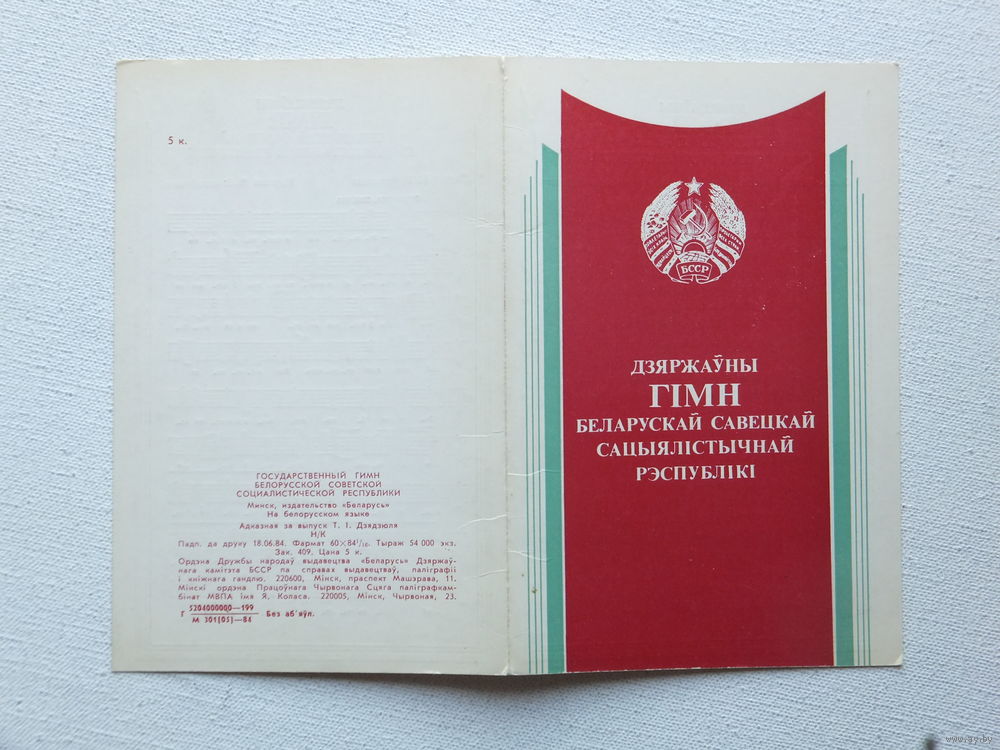 5 к.
ГОСУДАРСТВЕННЫЙ ГИМН
БЕЛОРУССКОЙ СОВЕТСКОЙ
СОЦИАЛИСТИЧЕСКОЙ РЕСПУБЛИКИ
Минск, издательство «Беларусь»
На белорусском языке
Адказная за выпуск Т. І. Дзядзюля
Н/К
Падп. да друку 18.06.84. Фармат 60×84¹/₁₆. Тыраж 54 000 экз.
Зак. 409. Цана 5 к.
Ордэна Дружбы народаў выдавецтва «Беларусь» Дзяржаў-
нага камітэта БССР па справах выдавецтваў, паліграфіі
і кніжнага гандлю. 220600, Мінск, праспект Машэрава, 11.
Мінскі ордэна Працоўнага Чырвонага Сцяга паліграфкам-
бінат МВПА імя Я. Коласа. 220005, Мінск, Чырвоная, 23.
Г 5204000000—199
М 301(05)—84 Без аб'яўл.
БССР
ДЗЯРЖАЎНЫ
ГІМН
БЕЛАРУСКАЙ САВЕЦКАЙ
САЦЫЯЛІСТЫЧНАЙ
РЭСПУБЛІКІ
www.ay.by